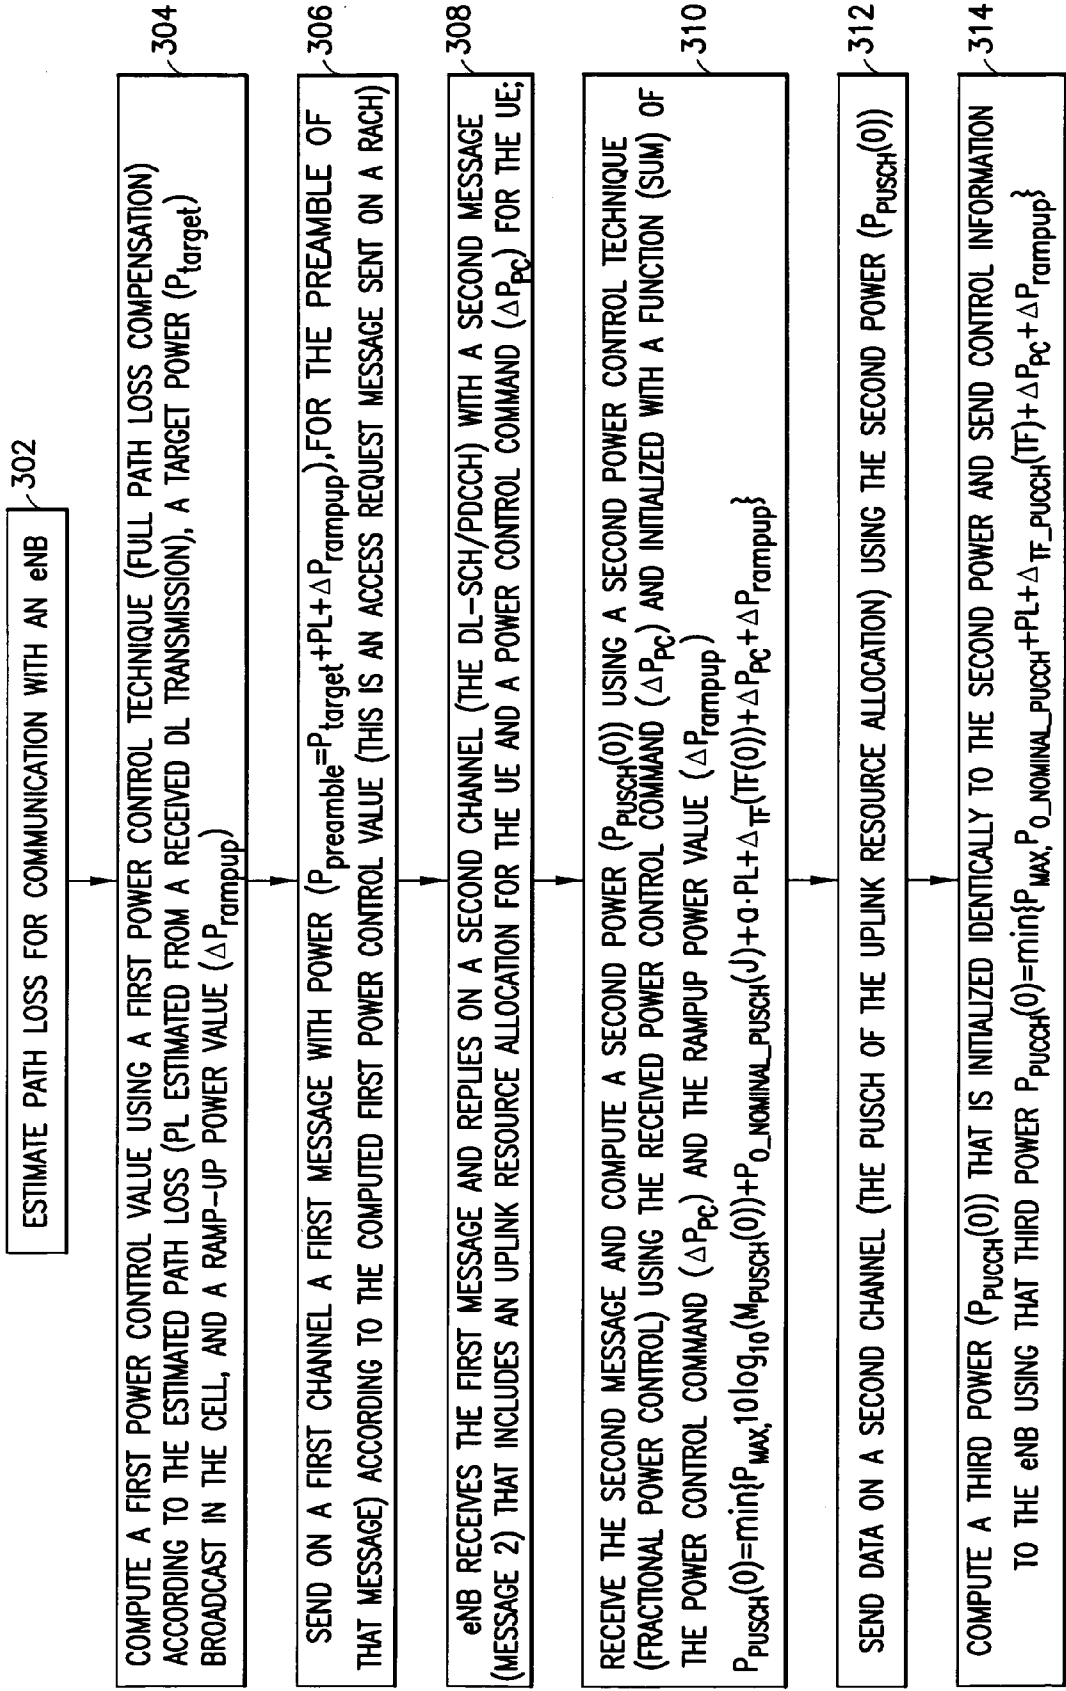 ESTIMATE PATH LOSS FOR COMMUNICATION WITH AN eNB
302
COMPUTE A FIRST POWER CONTROL VALUE USING A FIRST POWER CONTROL TECHNIQUE (FULL PATH LOSS COMPENSATION)
ACCORDING TO THE ESTIMATED PATH LOSS (PL ESTIMATED FROM A RECEIVED DL TRANSMISSION), A TARGET POWER (P_target)
BROADCAST IN THE CELL, AND A RAMP-UP POWER VALUE (ΔP_rampup)
304
SEND ON A FIRST CHANNEL A FIRST MESSAGE WITH POWER (P_preamble=P_target+PL+ΔP_rampup),FOR THE PREAMBLE OF
THAT MESSAGE) ACCORDING TO THE COMPUTED FIRST POWER CONTROL VALUE (THIS IS AN ACCESS REQUEST MESSAGE SENT ON A RACH)
306
eNB RECEIVES THE FIRST MESSAGE AND REPLIES ON A SECOND CHANNEL (THE DL-SCH/PDCCH) WITH A SECOND MESSAGE
(MESSAGE 2) THAT INCLUDES AN UPLINK RESOURCE ALLOCATION FOR THE UE AND A POWER CONTROL COMMAND (ΔP_PC) FOR THE UE;
308
RECEIVE THE SECOND MESSAGE AND COMPUTE A SECOND POWER (P_PUSCH(0)) USING A SECOND POWER CONTROL TECHNIQUE
(FRACTIONAL POWER CONTROL) USING THE RECEIVED POWER CONTROL COMMAND (ΔP_PC) AND INITIALIZED WITH A FUNCTION (SUM) OF
THE POWER CONTROL COMMAND (ΔP_PC) AND THE RAMPUP POWER VALUE (ΔP_rampup)
P_PUSCH(0)=min{P_MAX,10log_10(M_PUSCH(0))+P_0_NOMINAL_PUSCH(J)+a·PL+Δ_TF(TF(0))+ΔP_PC+ΔP_rampup}
310
SEND DATA ON A SECOND CHANNEL (THE PUSCH OF THE UPLINK RESOURCE ALLOCATION) USING THE SECOND POWER (P_PUSCH(0))
312
COMPUTE A THIRD POWER (P_PUCCH(0)) THAT IS INITIALIZED IDENTICALLY TO THE SECOND POWER AND SEND CONTROL INFORMATION
TO THE eNB USING THAT THIRD POWER P_PUCCH(0)=min{P_MAX,P_0_NOMINAL_PUCCH+PL+Δ_TF_PUCCH(TF)+ΔP_PC+ΔP_rampup}
314